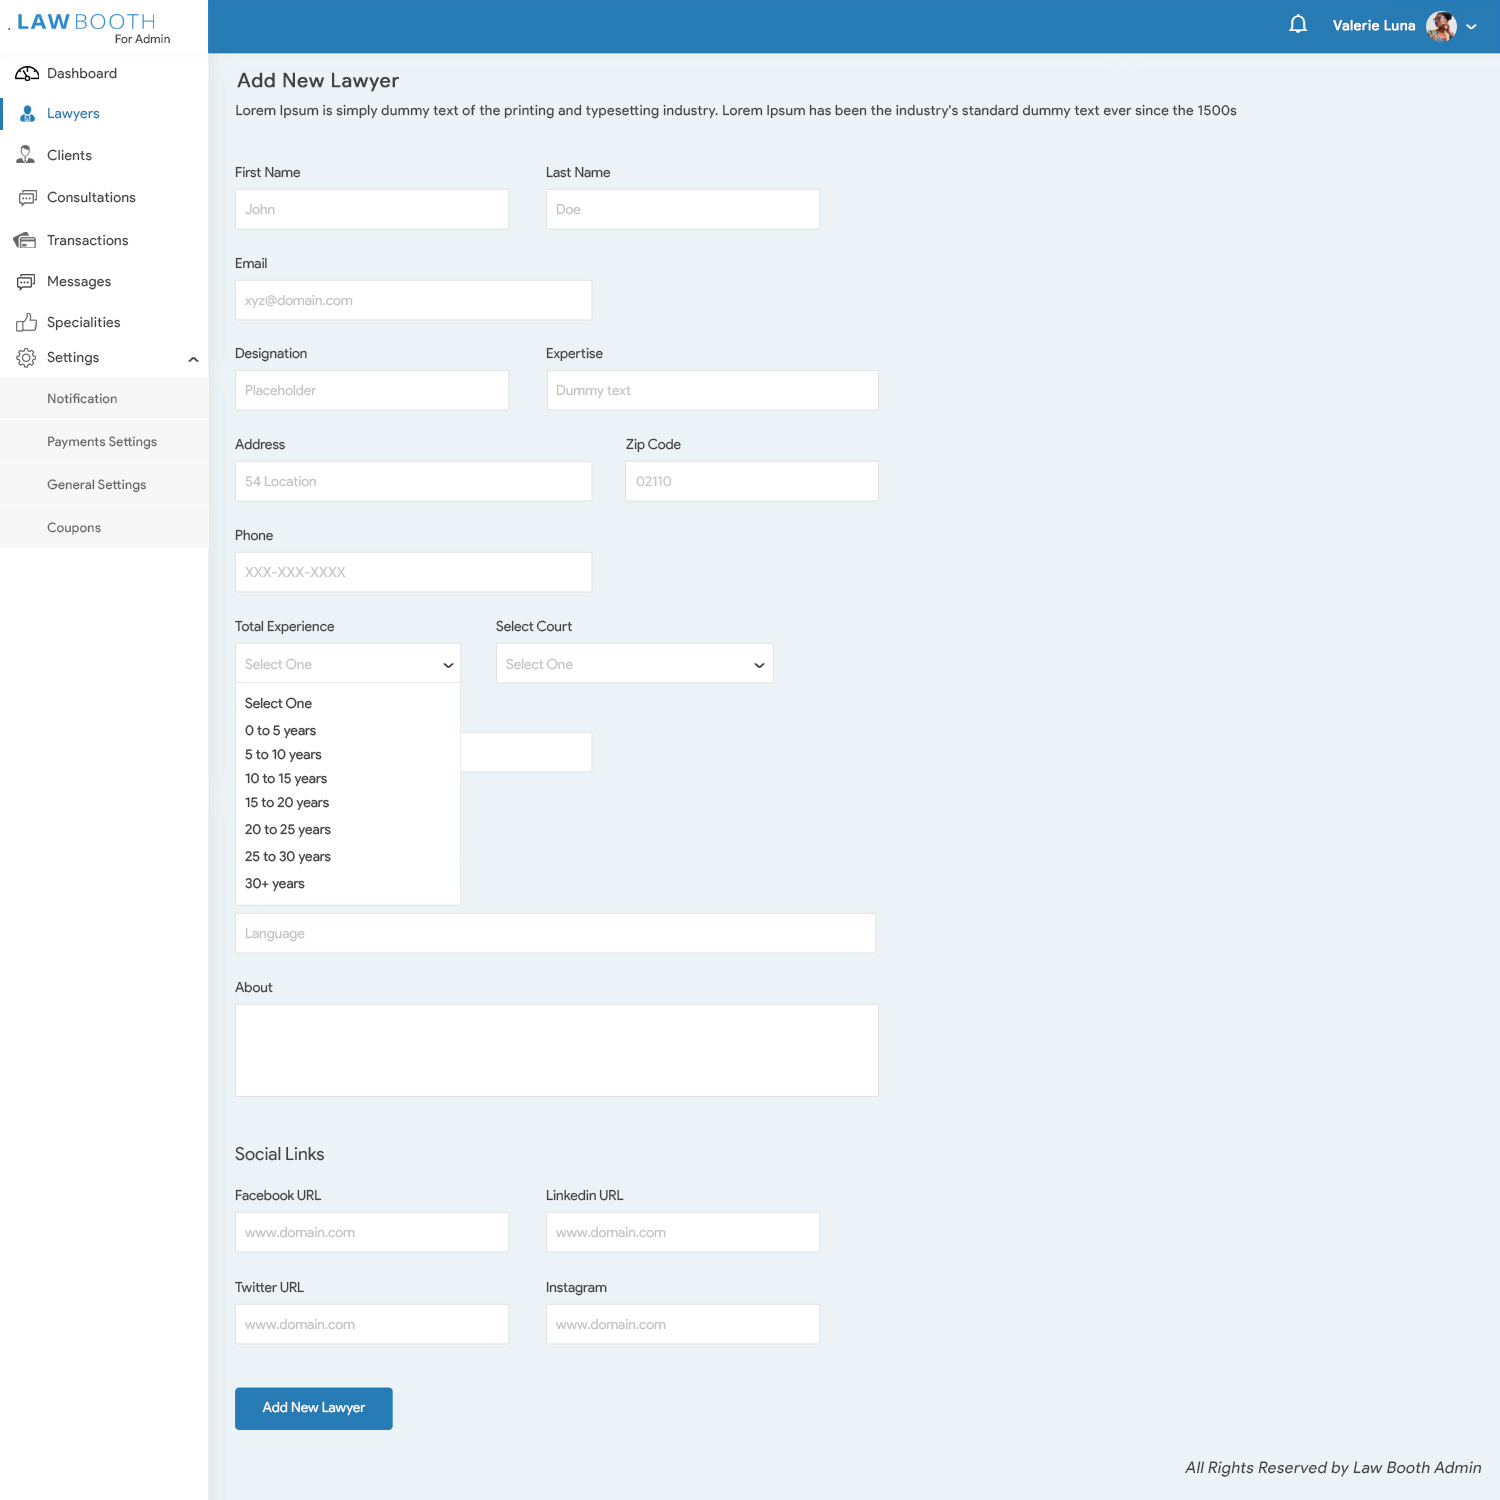 LAW BOOTH
For Admin
Valerie Luna
Dashboard
Lawyers
Clients
Consultations
Transactions
Messages
Specialities
Settings
Notification
Payments Settings
General Settings
Coupons
Add New Lawyer
Lorem Ipsum is simply dummy text of the printing and typesetting industry. Lorem Ipsum has been the industry's standard dummy text ever since the 1500s
First Name
Last Name
John
Doe
Email
xyz@domain.com
Designation
Expertise
Placeholder
Dummy text
Address
Zip Code
54 Location
02110
Phone
XXX-XXX-XXXX
Total Experience
Select Court
Select One
Select One
Select One
0 to 5 years
5 to 10 years
10 to 15 years
15 to 20 years
20 to 25 years
25 to 30 years
30+ years
Language
About
Social Links
Facebook URL
Linkedin URL
www.domain.com
www.domain.com
Twitter URL
Instagram
www.domain.com
www.domain.com
Add New Lawyer
All Rights Reserved by Law Booth Admin